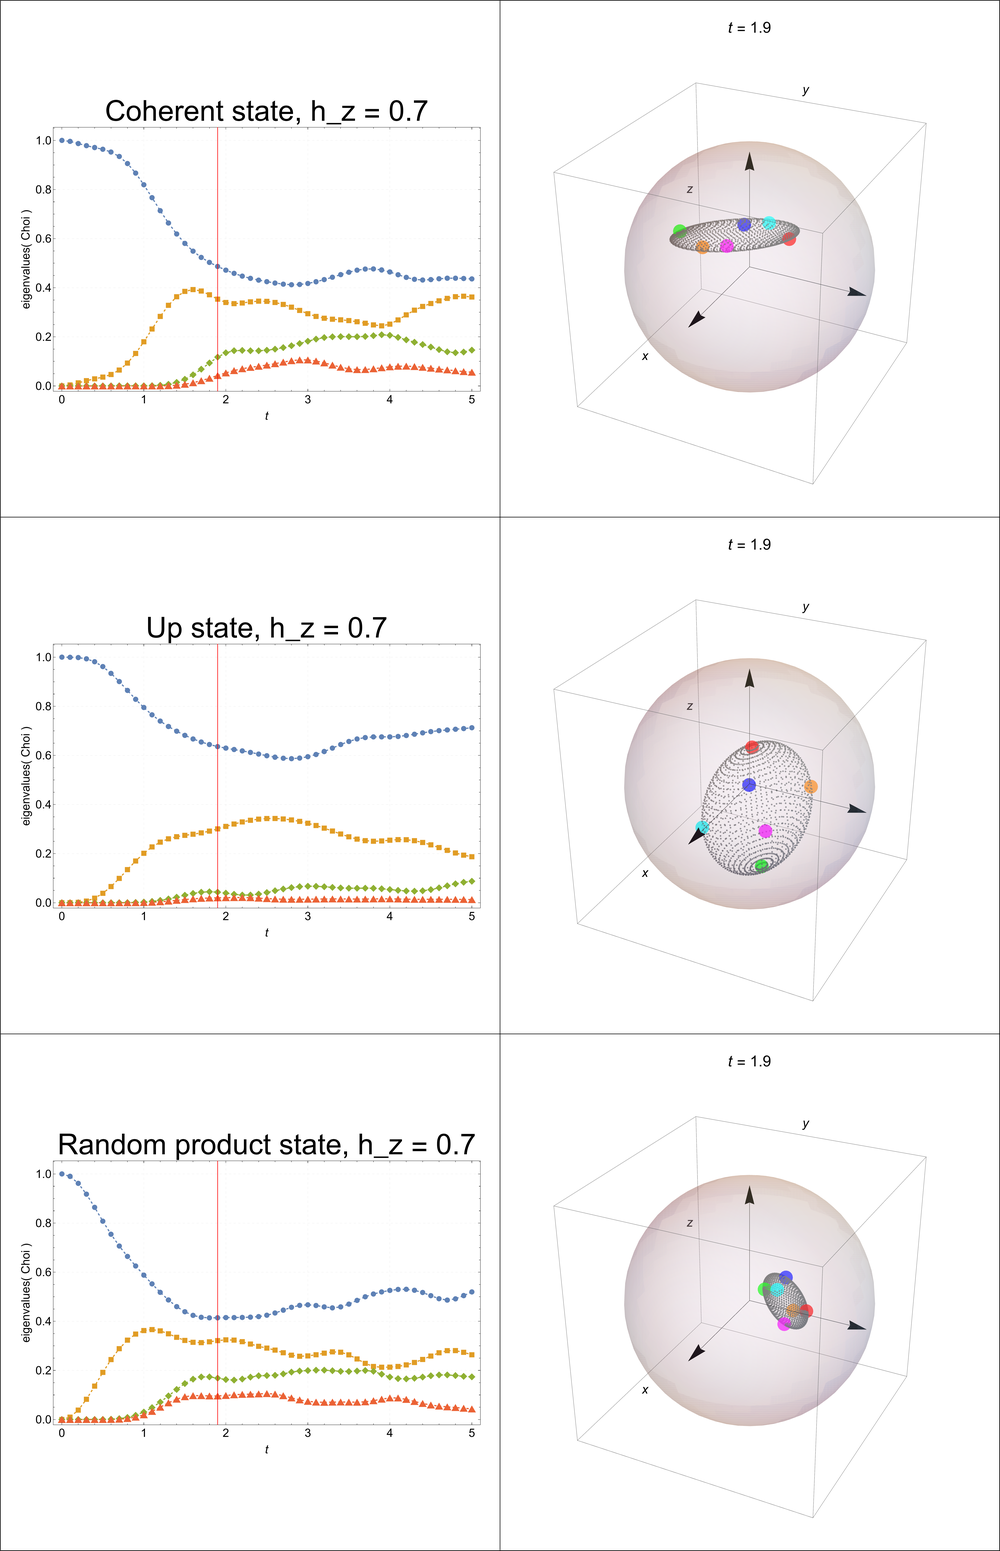 t = 1.9
Coherent state, h_z = 0.7
eigenvalues( Choi )
1.0
0.8
0.6
0.4
0.2
0.0
0 1 2 3 4 5
t
y
z
x
t = 1.9
Up state, h_z = 0.7
eigenvalues( Choi )
1.0
0.8
0.6
0.4
0.2
0.0
0 1 2 3 4 5
t
y
z
x
t = 1.9
Random product state, h_z = 0.7
eigenvalues( Choi )
1.0
0.8
0.6
0.4
0.2
0.0
0 1 2 3 4 5
t
y
z
x